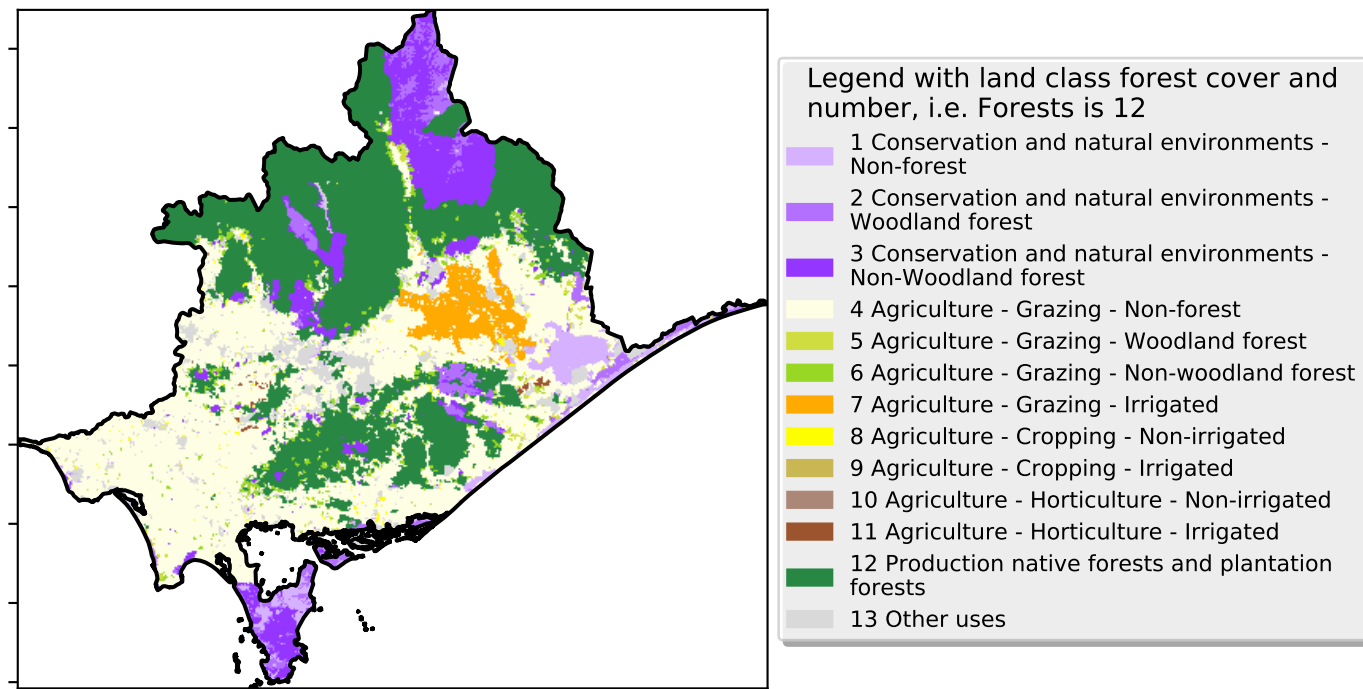 Legend with land class forest cover and
number, i.e. Forests is 12
1 Conservation and natural environments -
Non-forest
2 Conservation and natural environments -
Woodland forest
3 Conservation and natural environments -
Non-Woodland forest
4 Agriculture - Grazing - Non-forest
5 Agriculture - Grazing - Woodland forest
6 Agriculture - Grazing - Non-woodland forest
7 Agriculture - Grazing - Irrigated
8 Agriculture - Cropping - Non-irrigated
9 Agriculture - Cropping - Irrigated
10 Agriculture - Horticulture - Non-irrigated
11 Agriculture - Horticulture - Irrigated
12 Production native forests and plantation
forests
13 Other uses